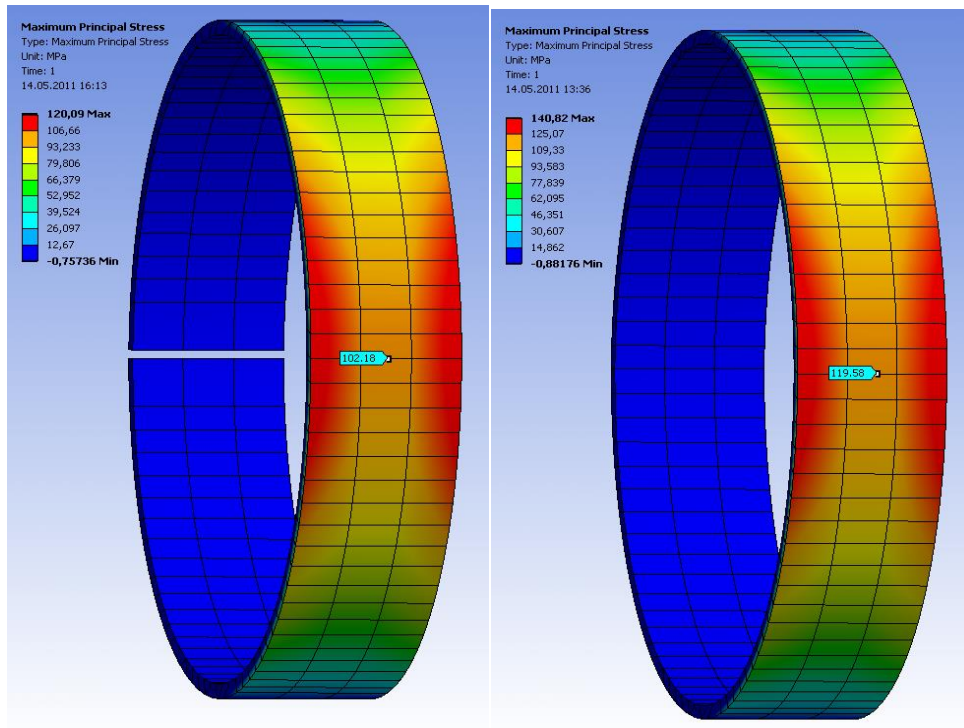 Maximum Principal Stress
Type: Maximum Principal Stress
Unit: MPa
Time: 1
14.05.2011 16:13
120,09 Max
106,66
93,233
79,806
66,379
52,952
39,524
26,097
12,67
-0,75736 Min
102.18
Maximum Principal Stress
Type: Maximum Principal Stress
Unit: MPa
Time: 1
14.05.2011 13:36
140,82 Max
125,07
109,33
93,583
77,839
62,095
46,351
30,607
14,862
-0,88176 Min
119.58